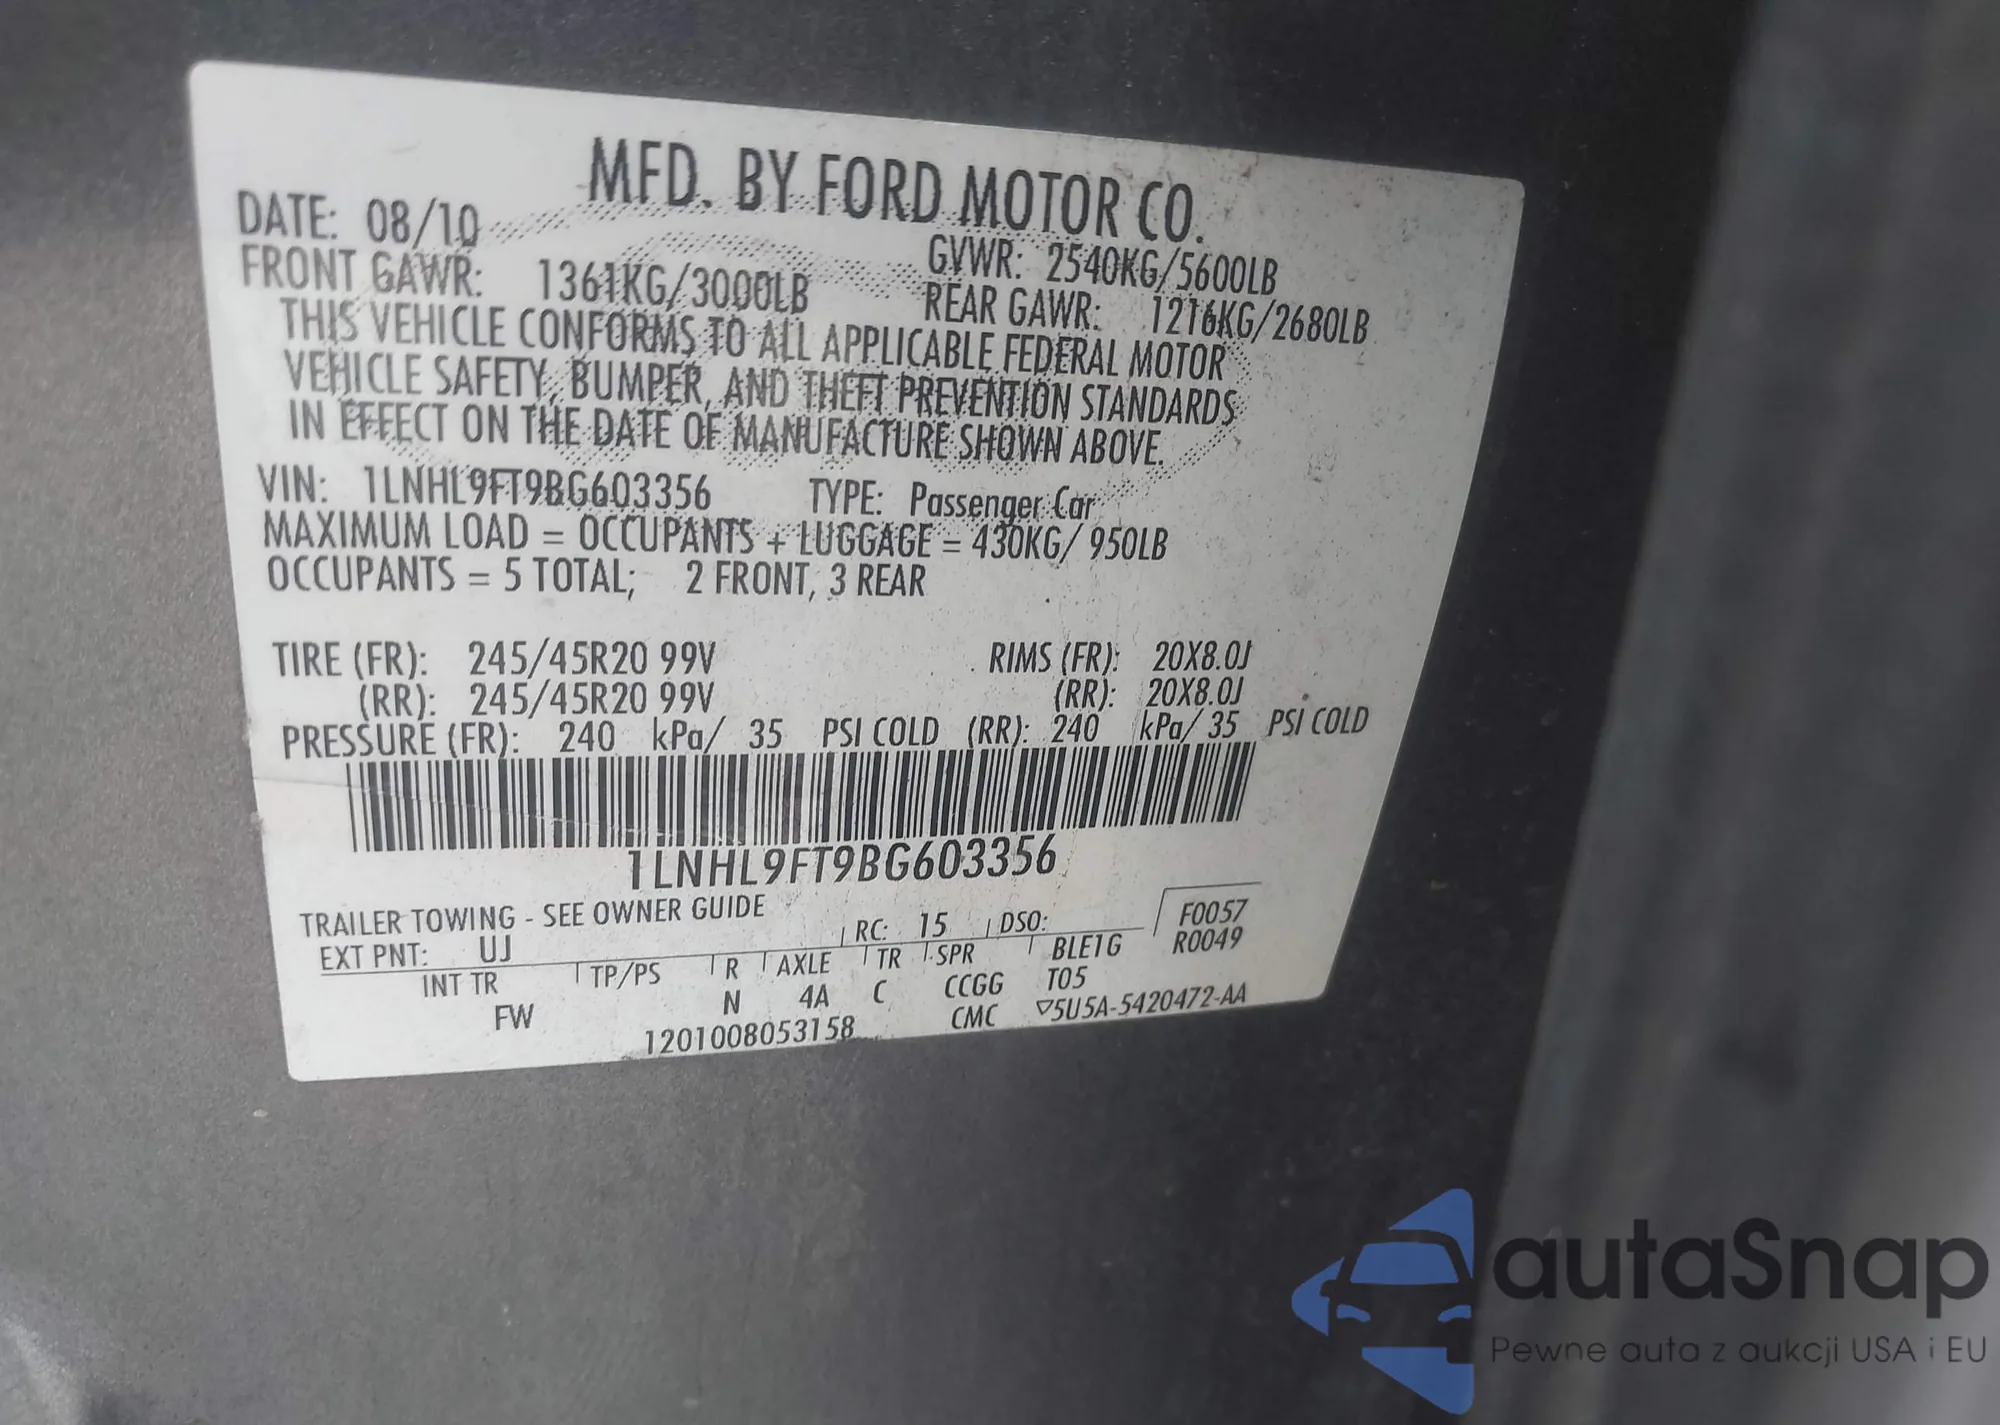 MFD. BY FORD MOTOR CO.
DATE: 08/10 GVWR: 2540KG/5600LB
FRONT GAWR: 1361KG/3000LB REAR GAWR: 1216KG/2680LB
THIS VEHICLE CONFORMS TO ALL APPLICABLE FEDERAL MOTOR
VEHICLE SAFETY, BUMPER, AND THEFT PREVENTION STANDARDS
IN EFFECT ON THE DATE OF MANUFACTURE SHOWN ABOVE.
VIN: 1LNHL9FT9BG603356 TYPE: Passenger Car
MAXIMUM LOAD = OCCUPANTS + LUGGAGE = 430KG/ 950LB
OCCUPANTS = 5 TOTAL; 2 FRONT, 3 REAR
TIRE (FR): 245/45R20 99V RIMS (FR): 20X8.0J
(RR): 245/45R20 99V (RR): 20X8.0J
PRESSURE (FR): 240 kPa/ 35 PSI COLD (RR): 240 kPa/ 35 PSI COLD
1LNHL9FT9BG603356
TRAILER TOWING - SEE OWNER GUIDE
EXT PNT: UJ RC: 15 DSO: F0057
INT TR TP/PS R AXLE TR SPR BLE1G R0049
FW N 4A C CCGG T05
1201008053158 CMC ▽5U5A-5420472-AA
autaSnap
Pewne auta z aukcji USA i EU